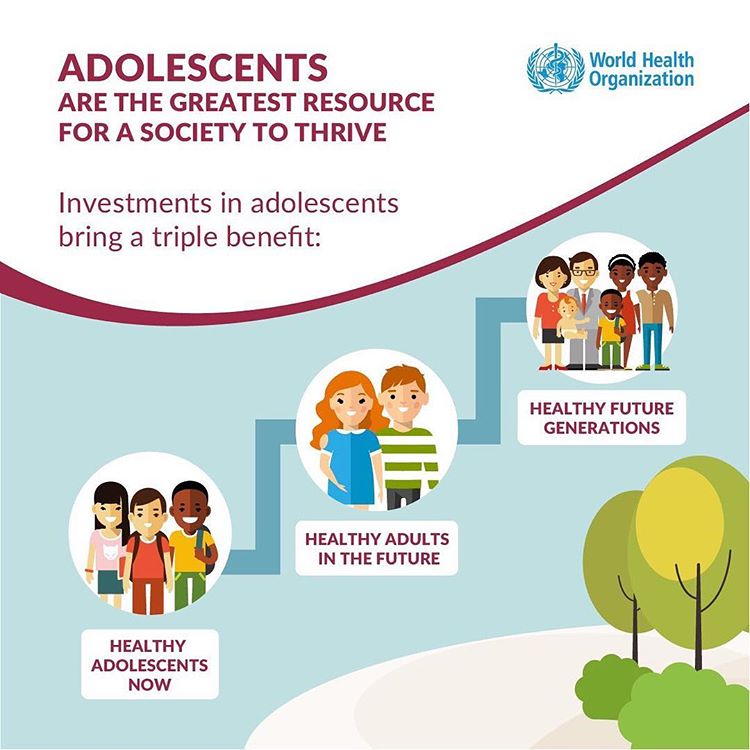 ADOLESCENTS
ARE THE GREATEST RESOURCE
FOR A SOCIETY TO THRIVE
World Health
Organization
Investments in adolescents
bring a triple benefit:
HEALTHY FUTURE
GENERATIONS
HEALTHY ADULTS
IN THE FUTURE
HEALTHY
ADOLESCENTS
NOW